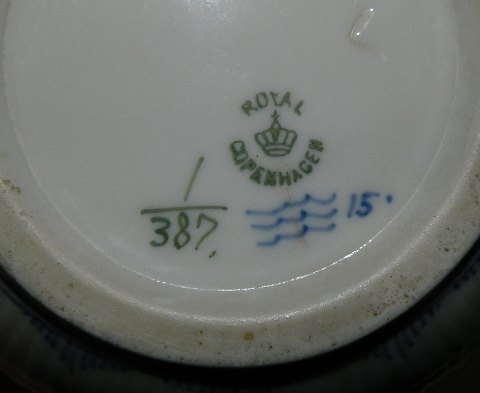 ROYAL
COPENHAGEN
1
387.
15.